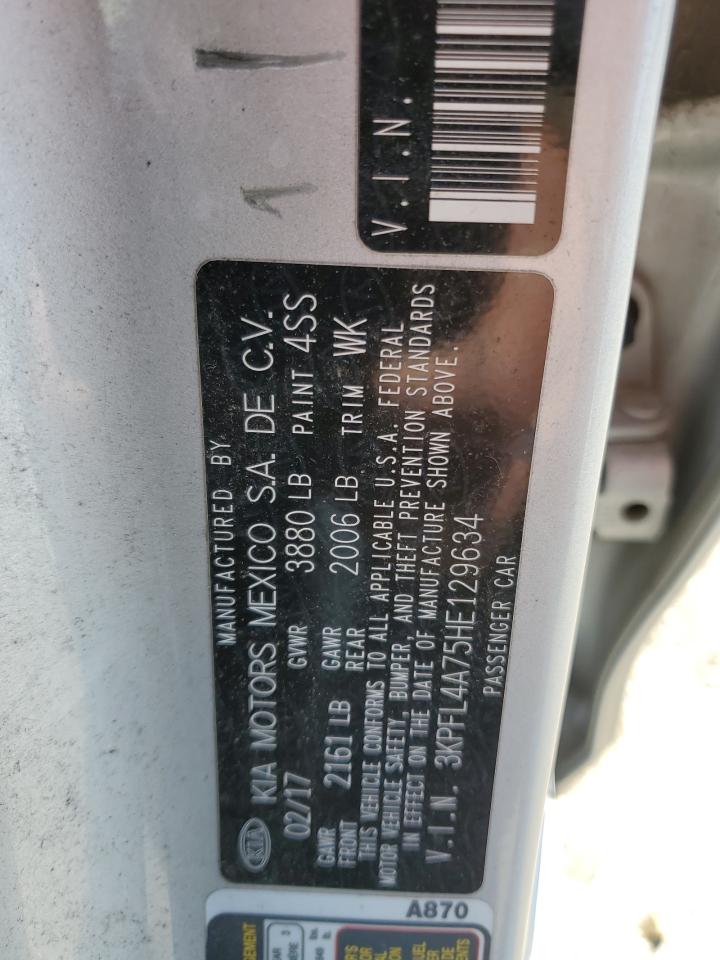 V.I.N.
MANUFACTURED BY
KIA KIA MOTORS MEXICO S.A. DE C.V.
02/17 GVWR 3880 LB PAINT 4SS
GAWR FRONT 2161 LB GAWR REAR 2006 LB TRIM WK
THIS VEHICLE CONFORMS TO ALL APPLICABLE U.S.A. FEDERAL
MOTOR VEHICLE SAFETY, BUMPER, AND THEFT PREVENTION STANDARDS
IN EFFECT ON THE DATE OF MANUFACTURE SHOWN ABOVE.
V.I.N. 3KPFL4A75HE129634
PASSENGER CAR
A870